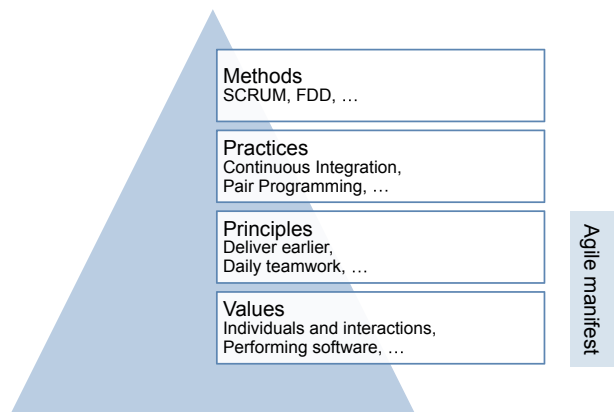 Methods
SCRUM, FDD, …
Practices
Continuous Integration,
Pair Programming, …
Principles
Deliver earlier,
Daily teamwork, …
Values
Individuals and interactions,
Performing software, …
Agile manifest